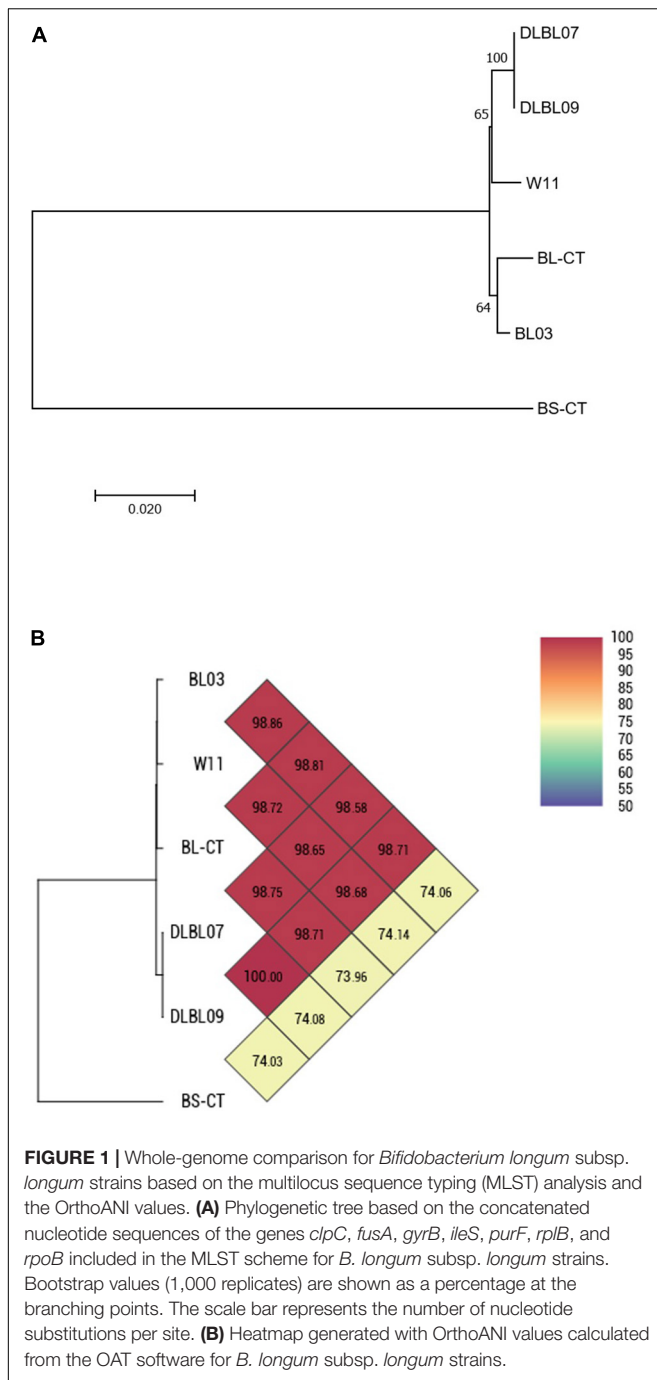 A
DLBL07
100
DLBL09
65
W11
BL-CT
64
BL03
BS-CT
0.020
B
BL03
W11
BL-CT
DLBL07
DLBL09
BS-CT
98.86
98.81
98.72
98.58
98.65
98.71
98.75
98.68
74.06
98.71
74.14
100.00
73.96
74.08
74.03
100
95
90
85
80
75
70
65
60
55
50
FIGURE 1 | Whole-genome comparison for Bifidobacterium longum subsp.
longum strains based on the multilocus sequence typing (MLST) analysis and
the OrthoANI values. (A) Phylogenetic tree based on the concatenated
nucleotide sequences of the genes clpC, fusA, gyrB, ileS, purF, rplB, and
rpoB included in the MLST scheme for B. longum subsp. longum strains.
Bootstrap values (1,000 replicates) are shown as a percentage at the
branching points. The scale bar represents the number of nucleotide
substitutions per site. (B) Heatmap generated with OrthoANI values calculated
from the OAT software for B. longum subsp. longum strains.